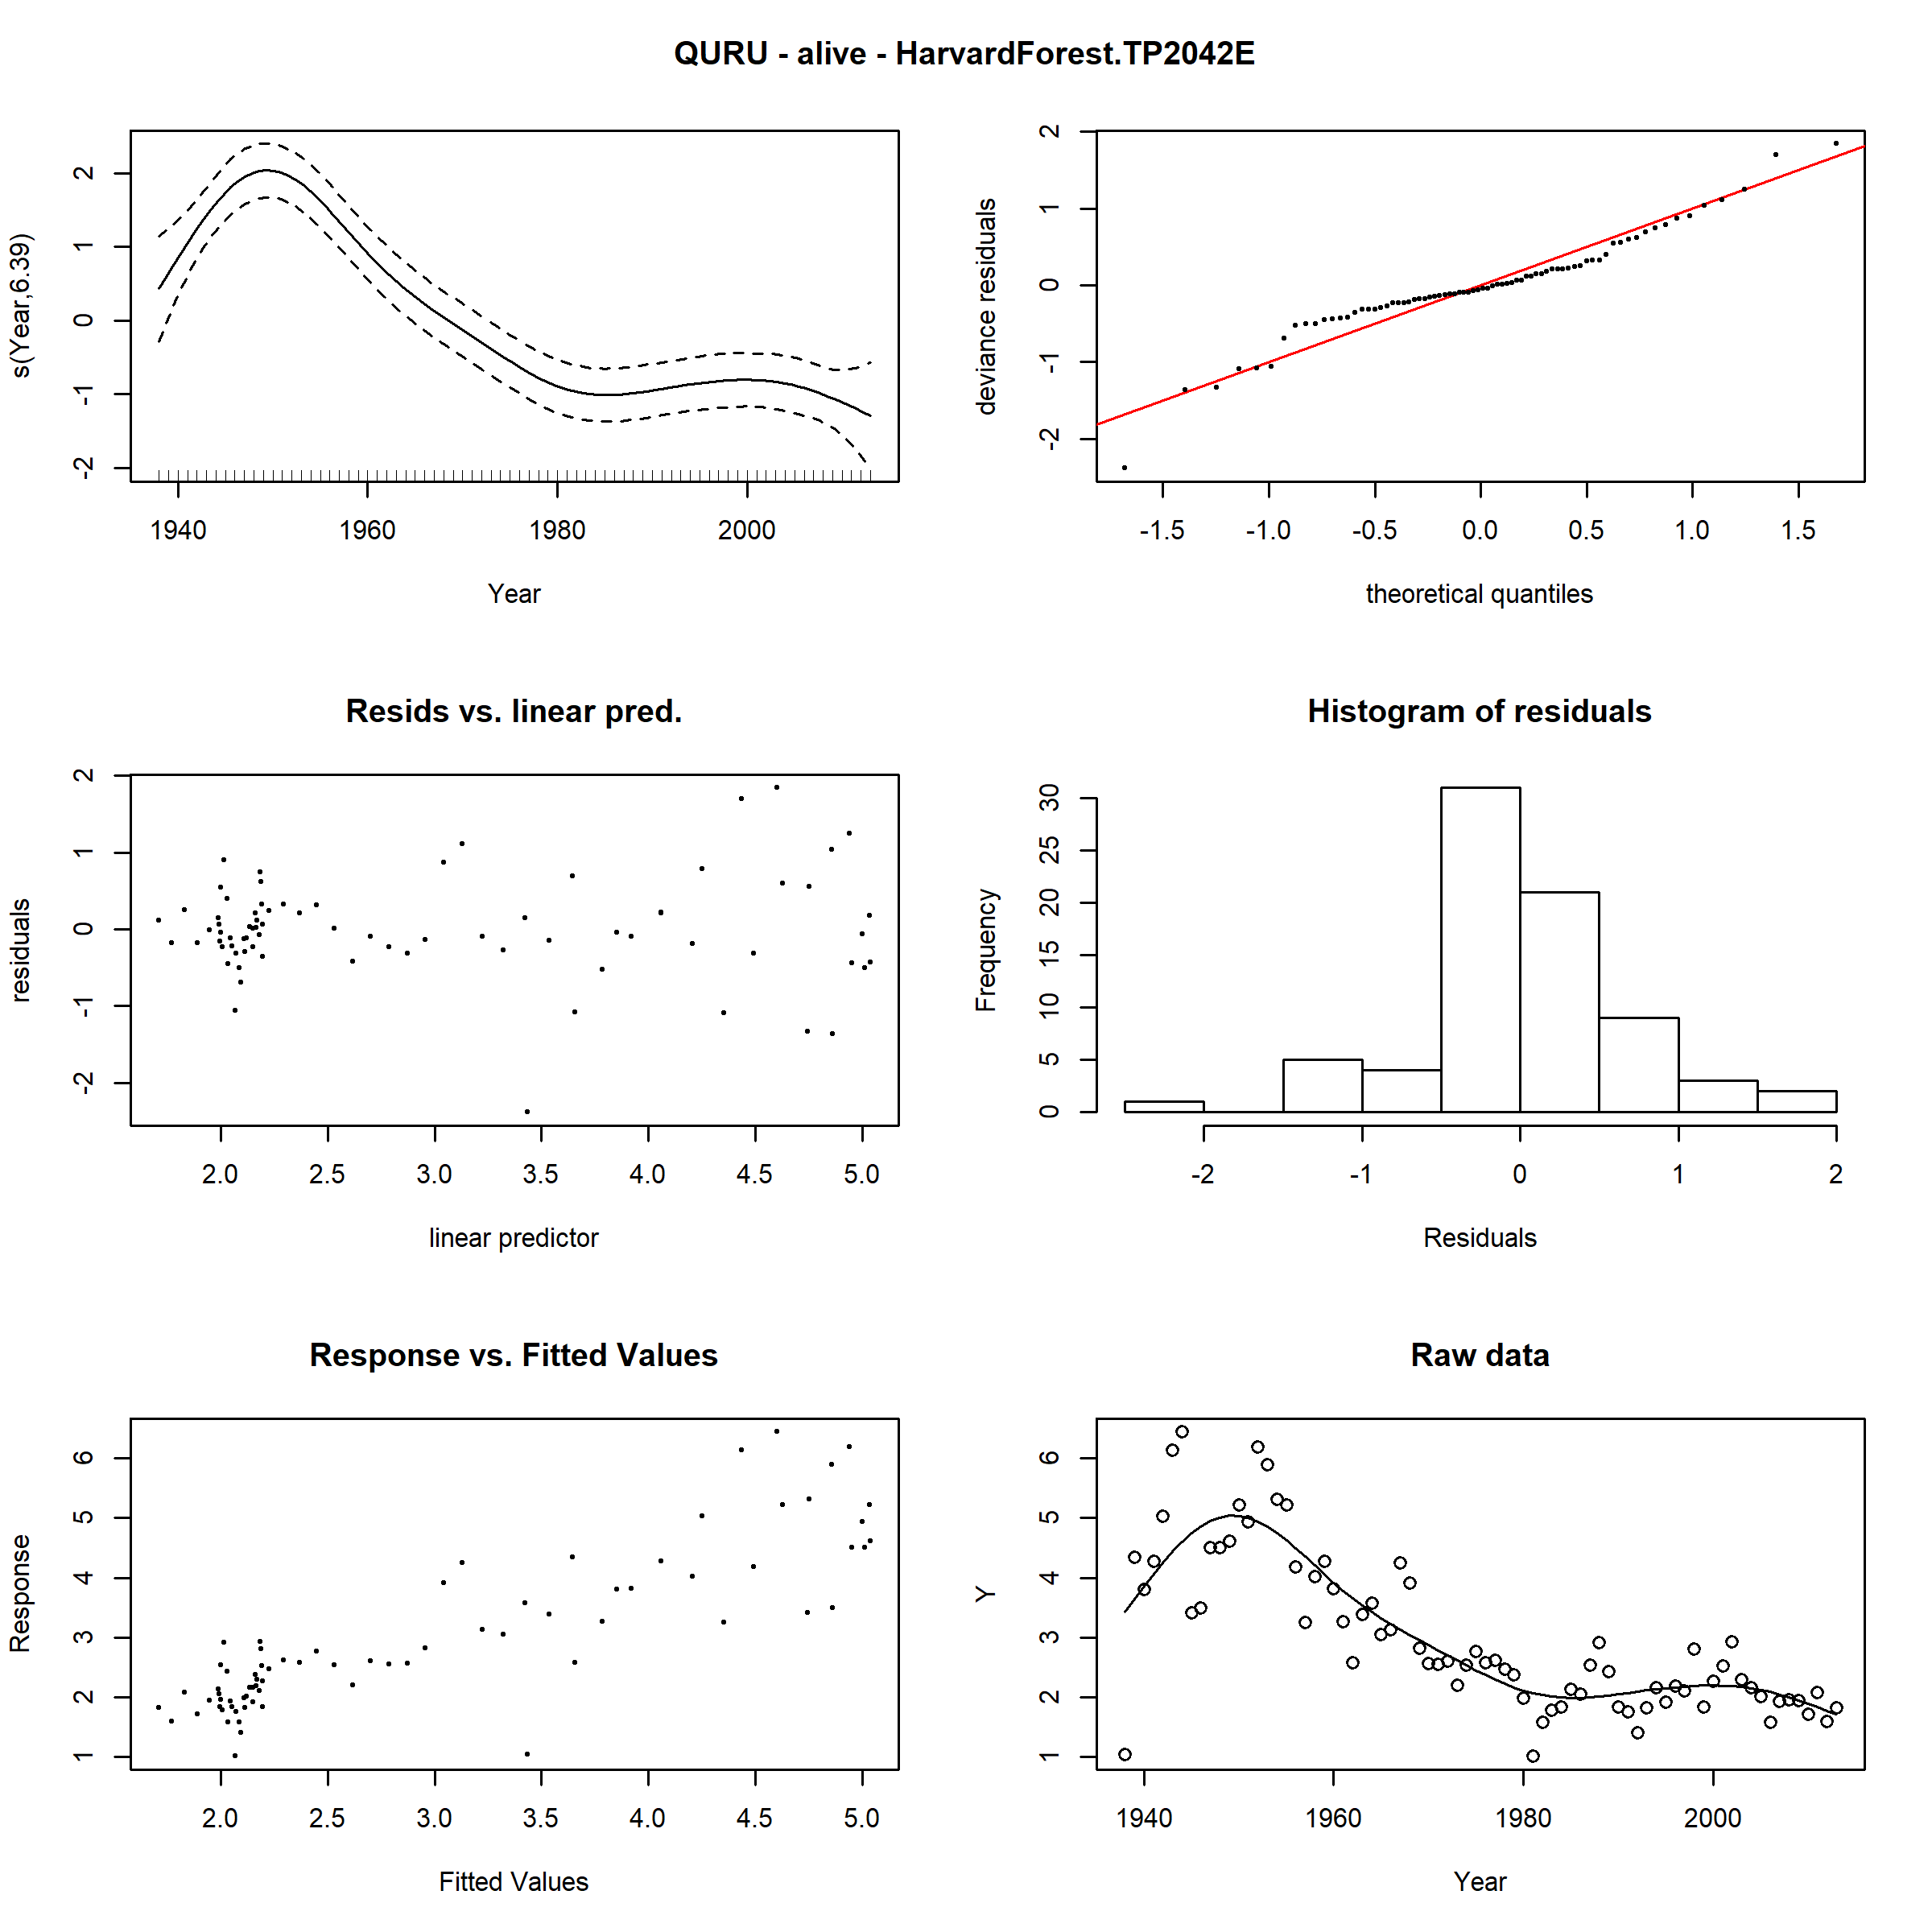 QURU - alive - HarvardForest.TP2042E
s(Year,6.39)
2
1
0
-1
-2
1940 1960 1980 2000
Year
deviance residuals
2
1
0
-1
-2
-1.5 -1.0 -0.5 0.0 0.5 1.0 1.5
theoretical quantiles
Resids vs. linear pred.
residuals
2
1
0
-1
-2
2.0 2.5 3.0 3.5 4.0 4.5 5.0
linear predictor
Histogram of residuals
Frequency
30
25
20
15
10
5
0
-2 -1 0 1 2
Residuals
Response vs. Fitted Values
Response
6
5
4
3
2
1
2.0 2.5 3.0 3.5 4.0 4.5 5.0
Fitted Values
Raw data
Y
6
5
4
3
2
1
1940 1960 1980 2000
Year